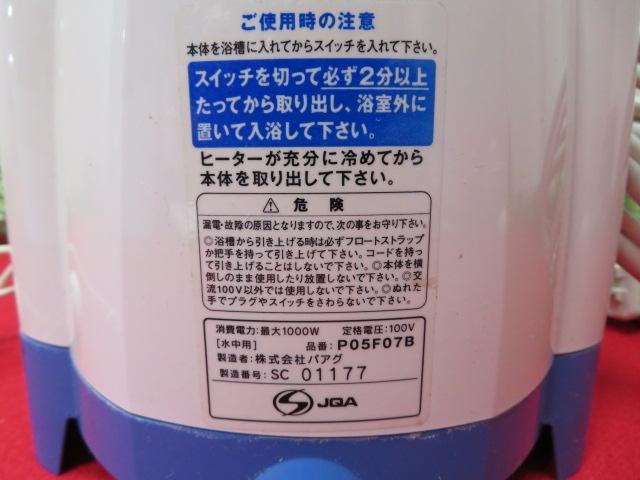 ご使用時の注意
本体を浴槽に入れてからスイッチを入れて下さい。
スイッチを切って必ず2分以上
たってから取り出し、浴室外に
置いて入浴して下さい。
ヒーターが充分に冷めてから
本体を取り出して下さい。
⚠ 危険
漏電・故障の原因となりますので、次の事をお守り下さい。
◎浴槽から引き上げる時は必ずフロートストラップ
か把手を持って引き上げて下さい。コードを持
って引き上げることはしないで下さい。◎本体を横
倒しのまま使用したり放置しないで下さい。◎交
流100V以外では使用しないで下さい。◎ぬれた
手でプラグやスイッチをさわらないで下さい。
消費電力:最大1000W 定格電圧:100V
[水中用] 品番:P05F07B
製造者:株式会社パアグ
製造番号:SC 01177
JQA